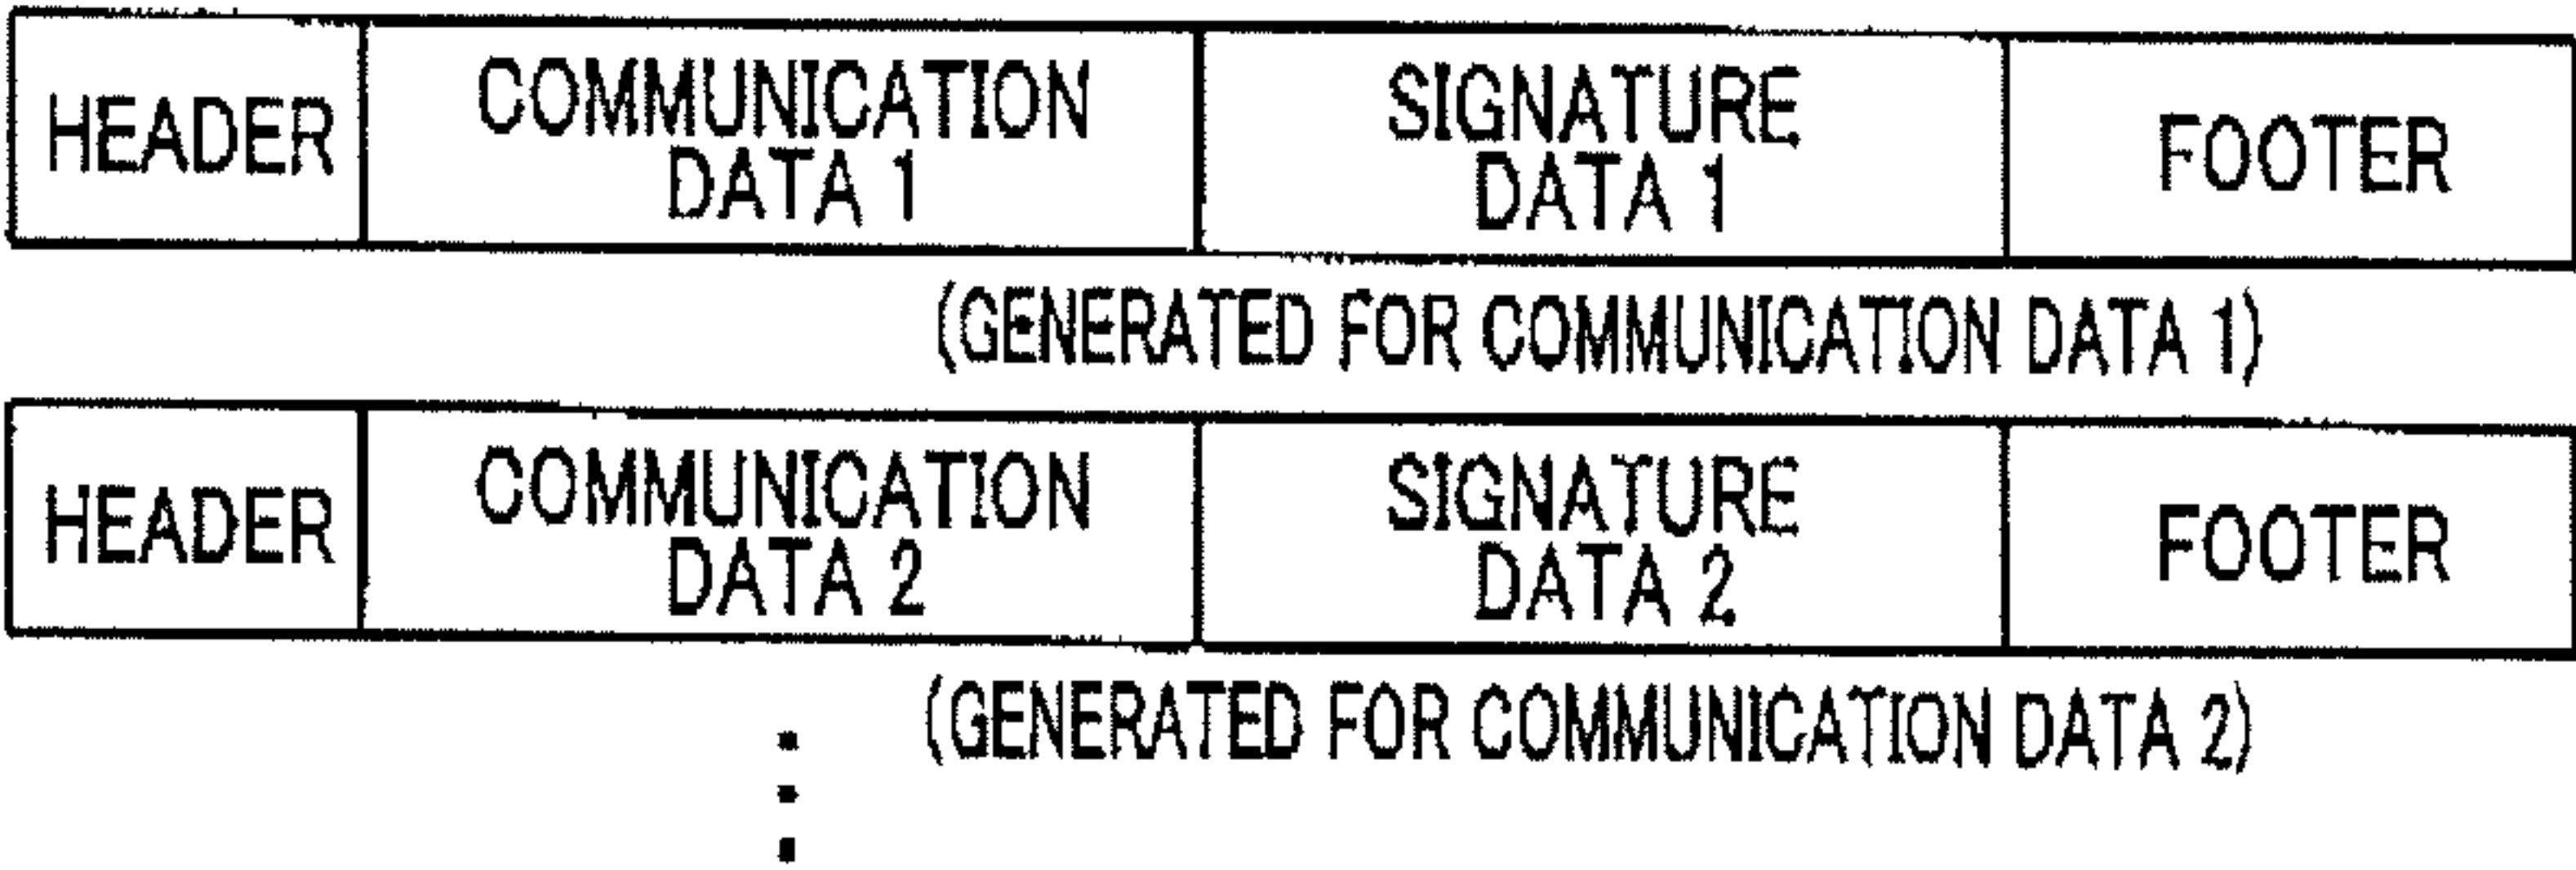 HEADER
COMMUNICATION
DATA 1
SIGNATURE
DATA 1
FOOTER
(GENERATED FOR COMMUNICATION DATA 1)
HEADER
COMMUNICATION
DATA 2
SIGNATURE
DATA 2
FOOTER
(GENERATED FOR COMMUNICATION DATA 2)